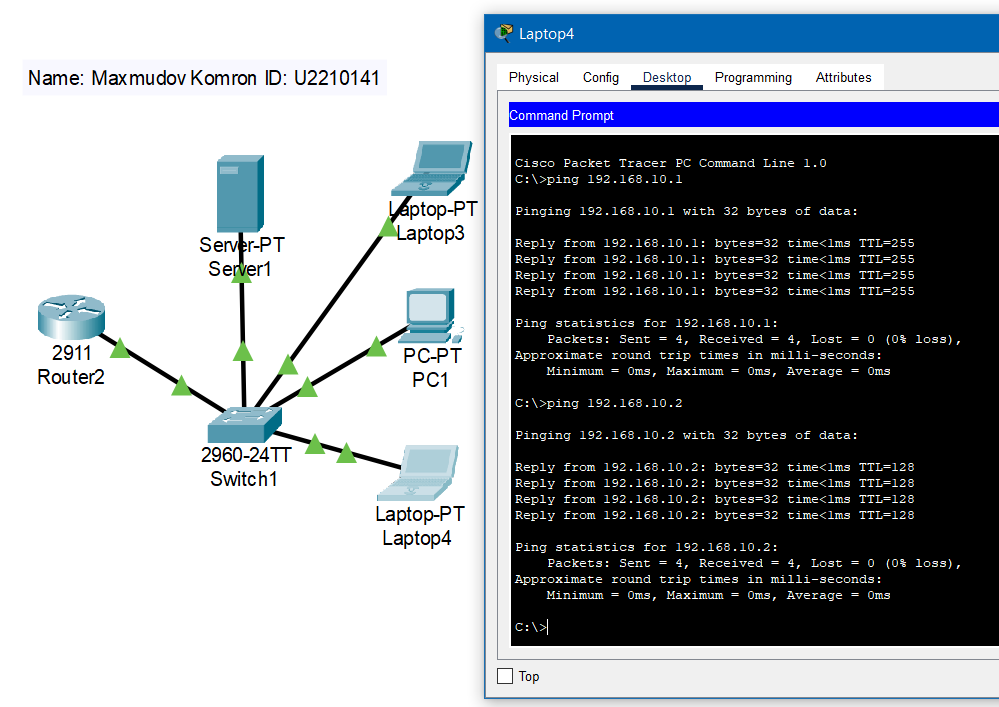 Name: Maxmudov Komron ID: U2210141
Server-PT
Server1
Laptop-PT
Laptop3
2911
Router2
PC-PT
PC1
2960-24TT
Switch1
Laptop-PT
Laptop4
Laptop4
Physical Config Desktop Programming Attributes
Command Prompt
Cisco Packet Tracer PC Command Line 1.0
C:\>ping 192.168.10.1
Pinging 192.168.10.1 with 32 bytes of data:
Reply from 192.168.10.1: bytes=32 time<1ms TTL=255
Reply from 192.168.10.1: bytes=32 time<1ms TTL=255
Reply from 192.168.10.1: bytes=32 time<1ms TTL=255
Reply from 192.168.10.1: bytes=32 time<1ms TTL=255
Ping statistics for 192.168.10.1:
Packets: Sent = 4, Received = 4, Lost = 0 (0% loss),
Approximate round trip times in milli-seconds:
Minimum = 0ms, Maximum = 0ms, Average = 0ms
C:\>ping 192.168.10.2
Pinging 192.168.10.2 with 32 bytes of data:
Reply from 192.168.10.2: bytes=32 time<1ms TTL=128
Reply from 192.168.10.2: bytes=32 time<1ms TTL=128
Reply from 192.168.10.2: bytes=32 time<1ms TTL=128
Reply from 192.168.10.2: bytes=32 time<1ms TTL=128
Ping statistics for 192.168.10.2:
Packets: Sent = 4, Received = 4, Lost = 0 (0% loss),
Approximate round trip times in milli-seconds:
Minimum = 0ms, Maximum = 0ms, Average = 0ms
C:\>
Top